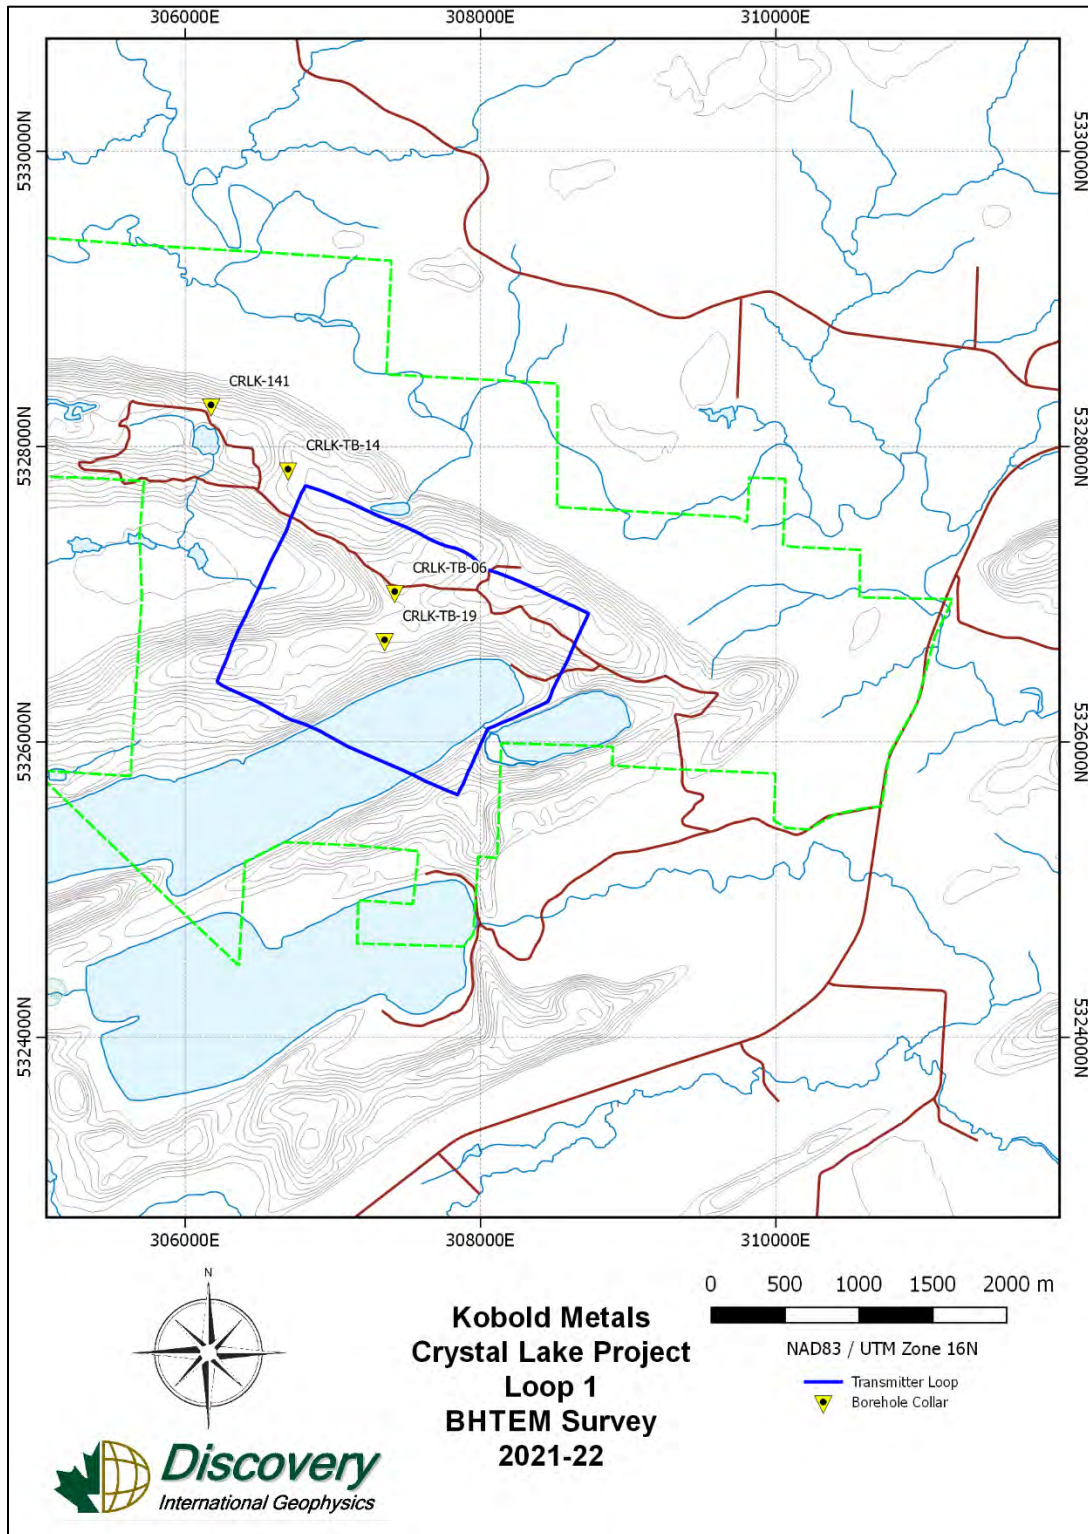 306000E 308000E 310000E
5330000N 5330000N
CRLK-141
5328000N 5328000N
CRLK-TB-14
CRLK-TB-06
CRLK-TB-19
5326000N 5326000N
5324000N 5324000N
306000E 308000E 310000E
N
0 500 1000 1500 2000 m
NAD83 / UTM Zone 16N
Transmitter Loop
Borehole Collar
Kobold Metals
Crystal Lake Project
Loop 1
BHTEM Survey
2021-22
Discovery
International Geophysics